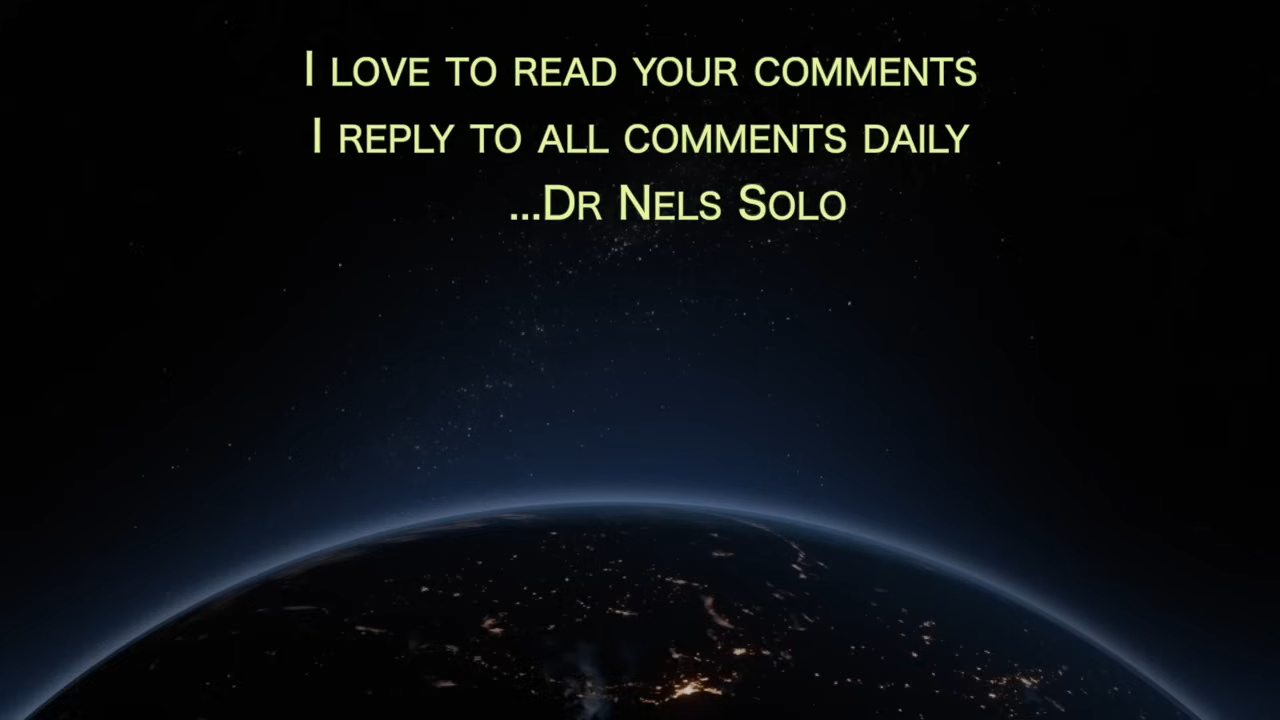 I LOVE TO READ YOUR COMMENTS
I REPLY TO ALL COMMENTS DAILY
...DR NELS SOLO